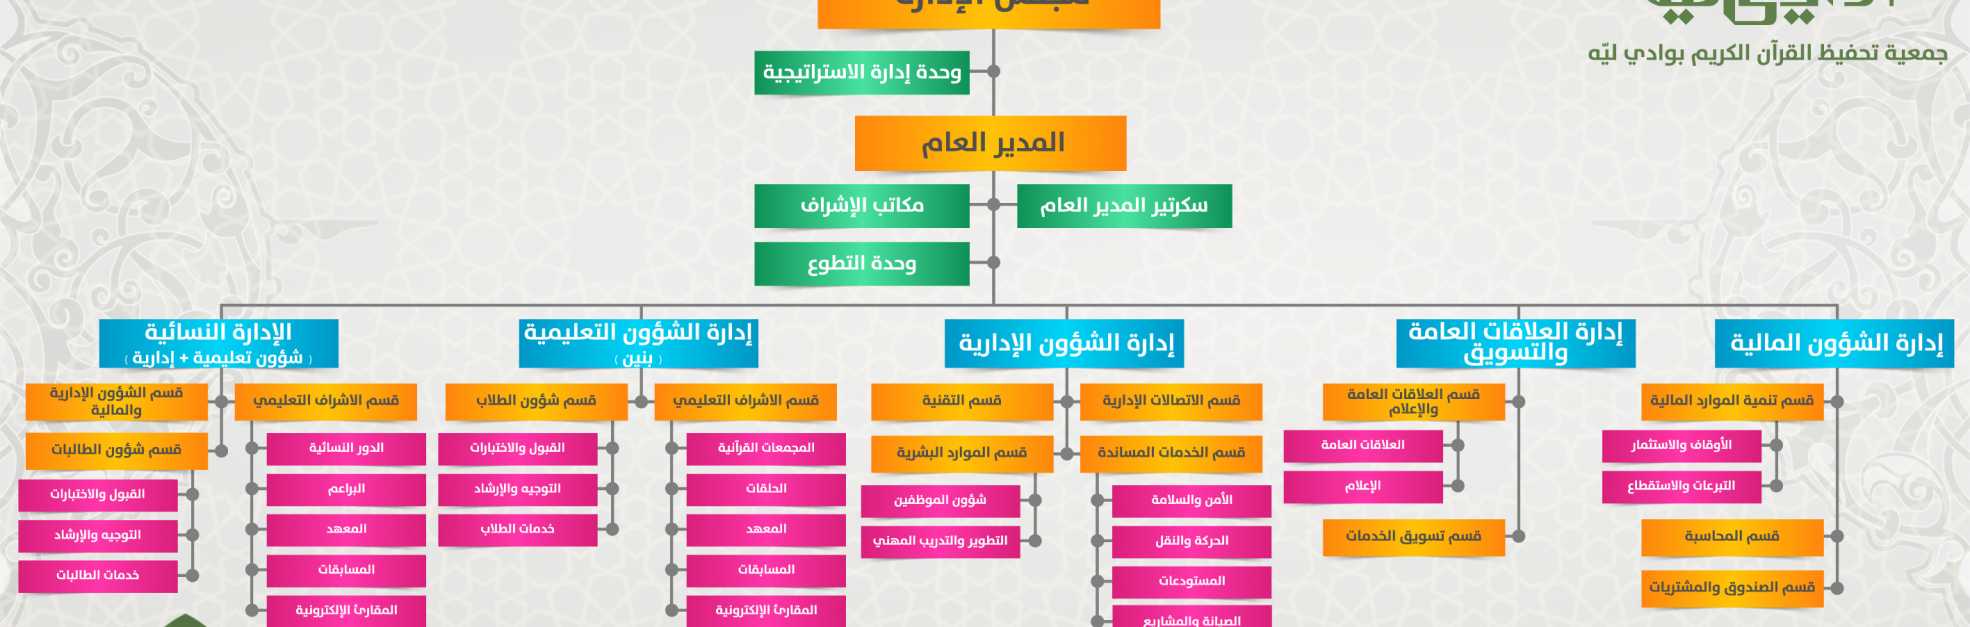 مجلس الإدارة
جمعية تحفيظ القرآن الكريم بوادي ليّه
وحدة إدارة الاستراتيجية
المدير العام
سكرتير المدير العام
مكاتب الإشراف
وحدة التطوع
إدارة الشؤون المالية
قسم تنمية الموارد المالية
الأوقاف والاستثمار
التبرعات والاستقطاع
قسم المحاسبة
قسم الصندوق والمشتريات
إدارة العلاقات العامة
والتسويق
قسم العلاقات العامة
والإعلام
العلاقات العامة
الإعلام
قسم تسويق الخدمات
إدارة الشؤون الإدارية
قسم الاتصالات الإدارية
قسم التقنية
قسم الخدمات المساندة
قسم الموارد البشرية
الأمن والسلامة
الحركة والنقل
المستودعات
الصيانة والمشاريع
شؤون الموظفين
التطوير والتدريب المهني
إدارة الشؤون التعليمية
( بنين )
قسم الاشراف التعليمي
قسم شؤون الطلاب
المجمعات القرآنية
الحلقات
المعهد
المسابقات
المقارئ الإلكترونية
القبول والاختبارات
التوجيه والإرشاد
خدمات الطلاب
الإدارة النسائية
( شؤون تعليمية + إدارية )
قسم الاشراف التعليمي
قسم الشؤون الإدارية
والمالية
قسم شؤون الطالبات
الدور النسائية
البراعم
المعهد
المسابقات
المقارئ الإلكترونية
القبول والاختبارات
التوجيه والإرشاد
خدمات الطالبات